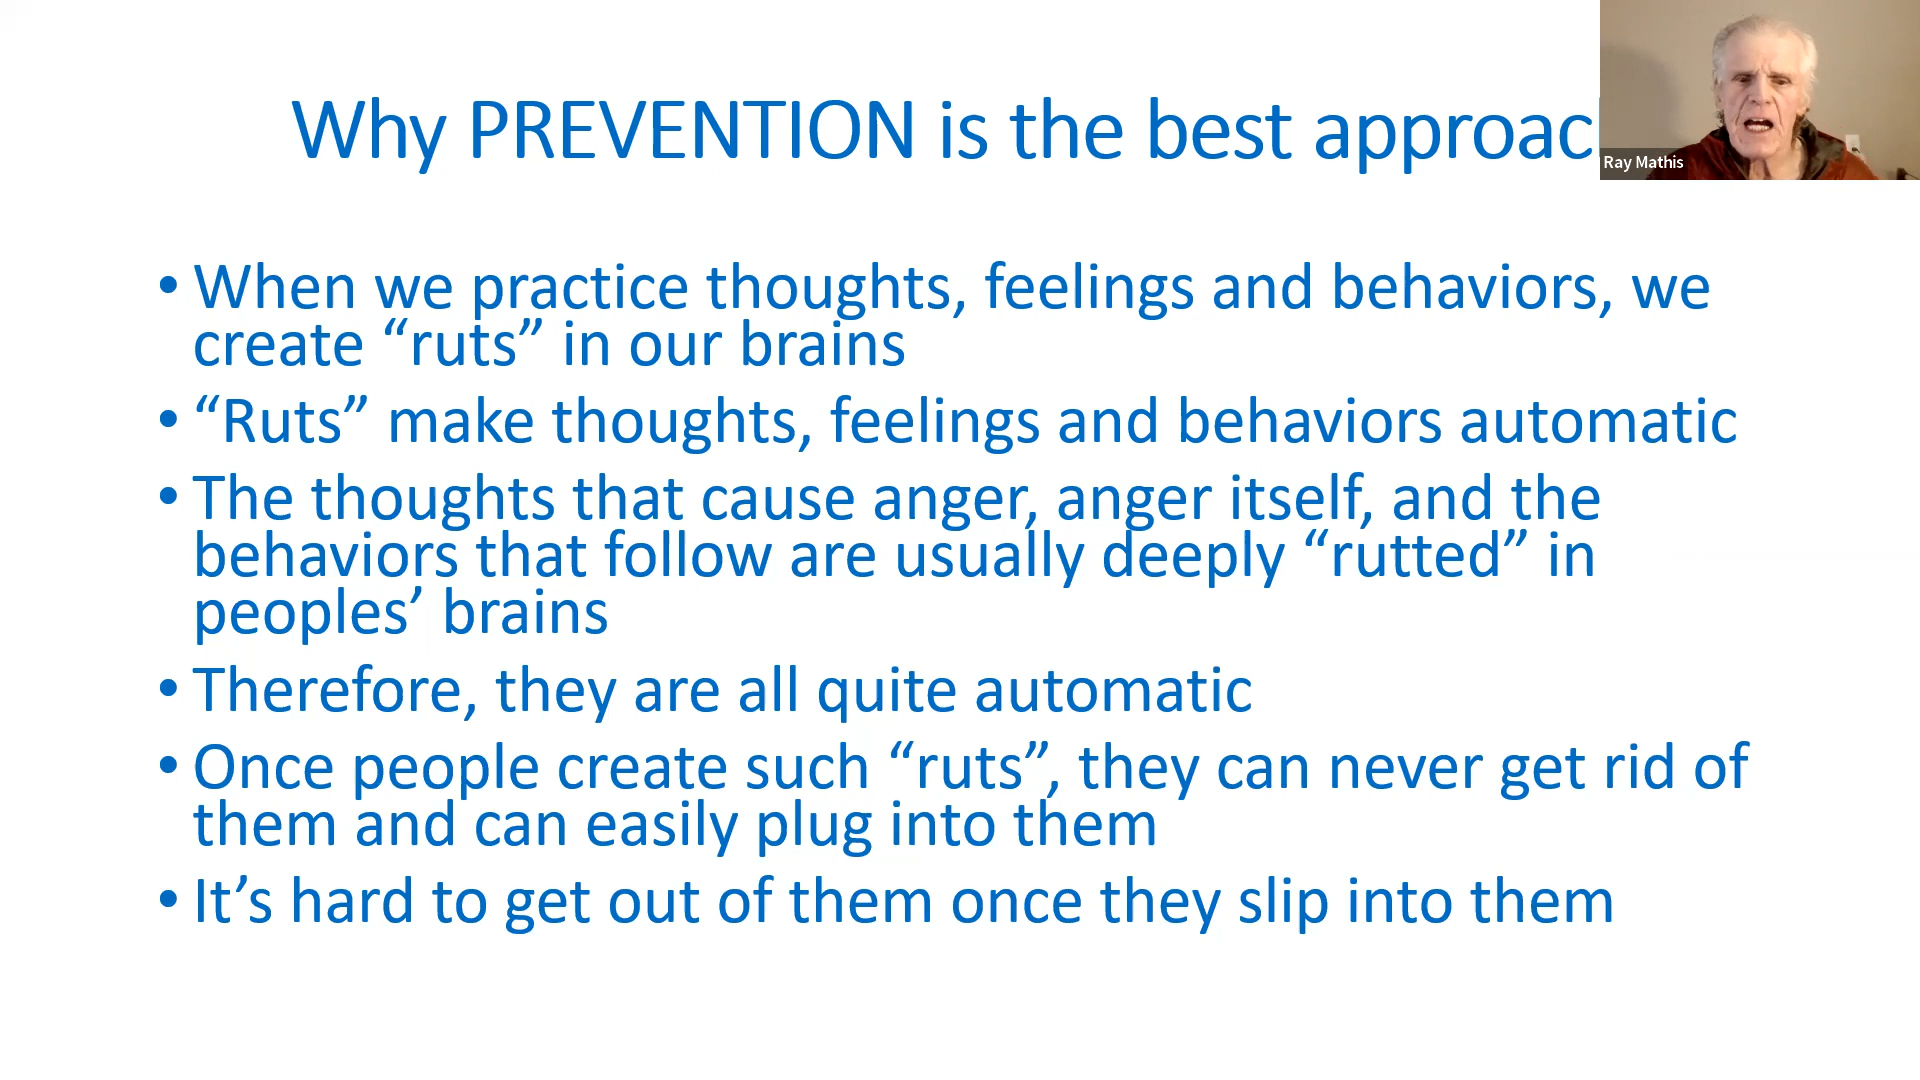 Why PREVENTION is the best approac
Ray Mathis
• When we practice thoughts, feelings and behaviors, we
create “ruts” in our brains
• “Ruts” make thoughts, feelings and behaviors automatic
• The thoughts that cause anger, anger itself, and the
behaviors that follow are usually deeply “rutted” in
peoples’ brains
• Therefore, they are all quite automatic
• Once people create such “ruts”, they can never get rid of
them and can easily plug into them
• It’s hard to get out of them once they slip into them